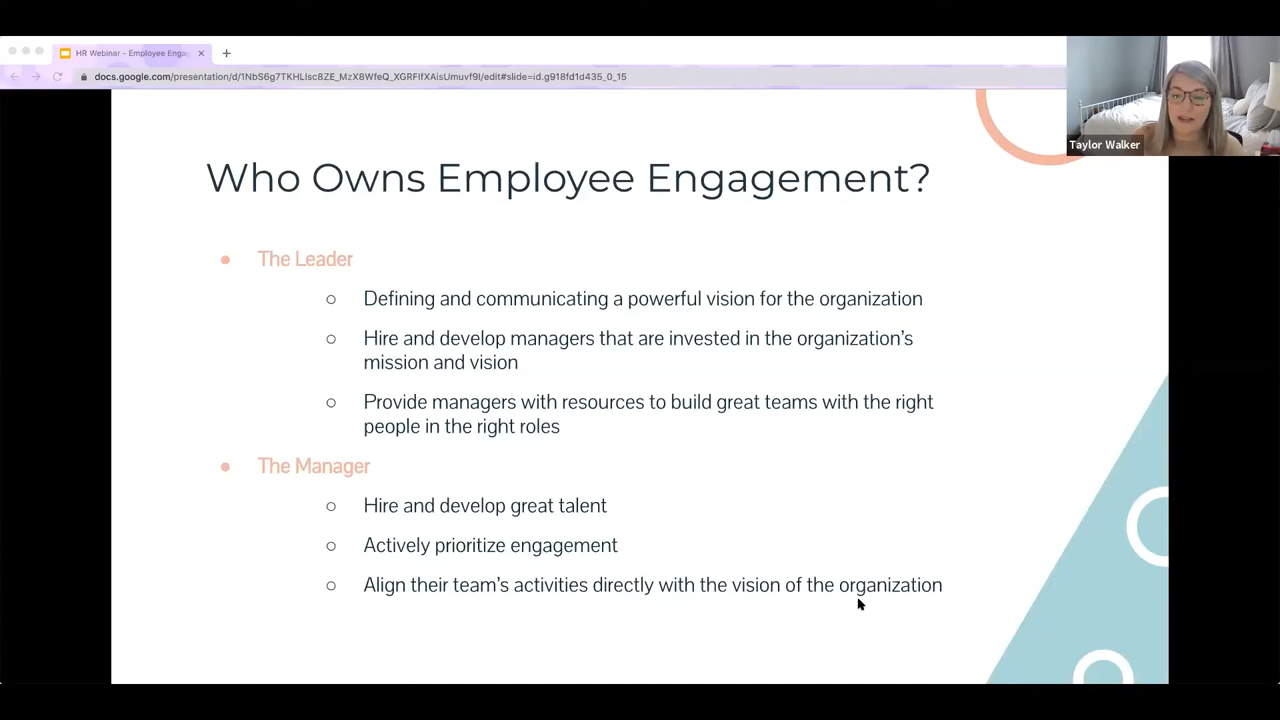 HR Webinar - Employee Engag
docs.google.com/presentation/d/1NbS6g7TKHLIsc8ZE_MzX8WfeQ_XGRFIfXAisUmuvf9I/edit#slide=id.g918fd1d435_0_15
Taylor Walker
Who Owns Employee Engagement?
● The Leader
○ Defining and communicating a powerful vision for the organization
○ Hire and develop managers that are invested in the organization's
mission and vision
○ Provide managers with resources to build great teams with the right
people in the right roles
● The Manager
○ Hire and develop great talent
○ Actively prioritize engagement
○ Align their team's activities directly with the vision of the organization